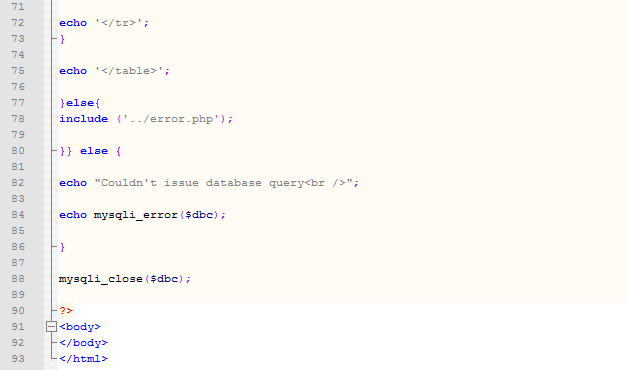 71
72 echo '</tr>';
73 }
74
75 echo '</table>';
76
77 }else{
78 include ('../error.php');
79
80 }} else {
81
82 echo "Couldn't issue database query<br />";
83
84 echo mysqli_error($dbc);
85
86 }
87
88 mysqli_close($dbc);
89
90 ?>
91 <body>
92 </body>
93 </html>